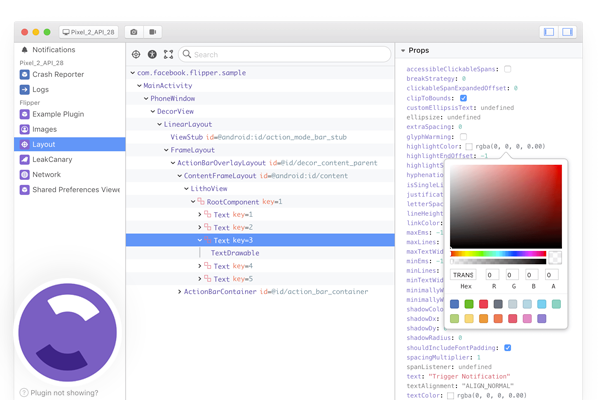 Pixel_2_API_28
Notifications
Pixel_2_API_28
Crash Reporter
Logs
Flipper
Example Plugin
Images
Layout
LeakCanary
Network
Shared Preferences Viewe
Plugin not showing?
Search
com.facebook.flipper.sample
MainActivity
PhoneWindow
DecorView
LinearLayout
ViewStub id=@android:id/action_mode_bar_stub
FrameLayout
ActionBarOverlayLayout id=@id/decor_content_parent
ContentFrameLayout id=@android:id/content
LithoView
RootComponent key=1
Text key=1
Text key=2
Text key=3
TextDrawable
Text key=4
Text key=5
ActionBarContainer id=@id/action_bar_container
Props
accessibleClickableSpans:
breakStrategy: 0
clickableSpanExpandedOffset: 0
clipToBounds:
customEllipsisText: undefined
ellipsize: undefined
extraSpacing: 0
glyphWarming:
highlightColor: rgba(0, 0, 0, 0.00)
highlightEndOffset: -1
highlightS
hyphenation
isSingleLi
justificat
letterSpac
lineHeight
linkColor:
maxEms: -1
maxLines:
maxTextWid
minEms: -1
minLines:
minTextWid
minimallyW
minimallyW
shadowColo
shadowDx:
shadowDy:
shadowRadius: 0
shouldIncludeFontPadding:
spacingMultiplier: 1
spanListener: undefined
text: "Trigger Notification"
textAlignment: "ALIGN_NORMAL"
textColor: rgba(0, 0, 0, 0.00)
TRANS 0 0 0 0
Hex R G B A